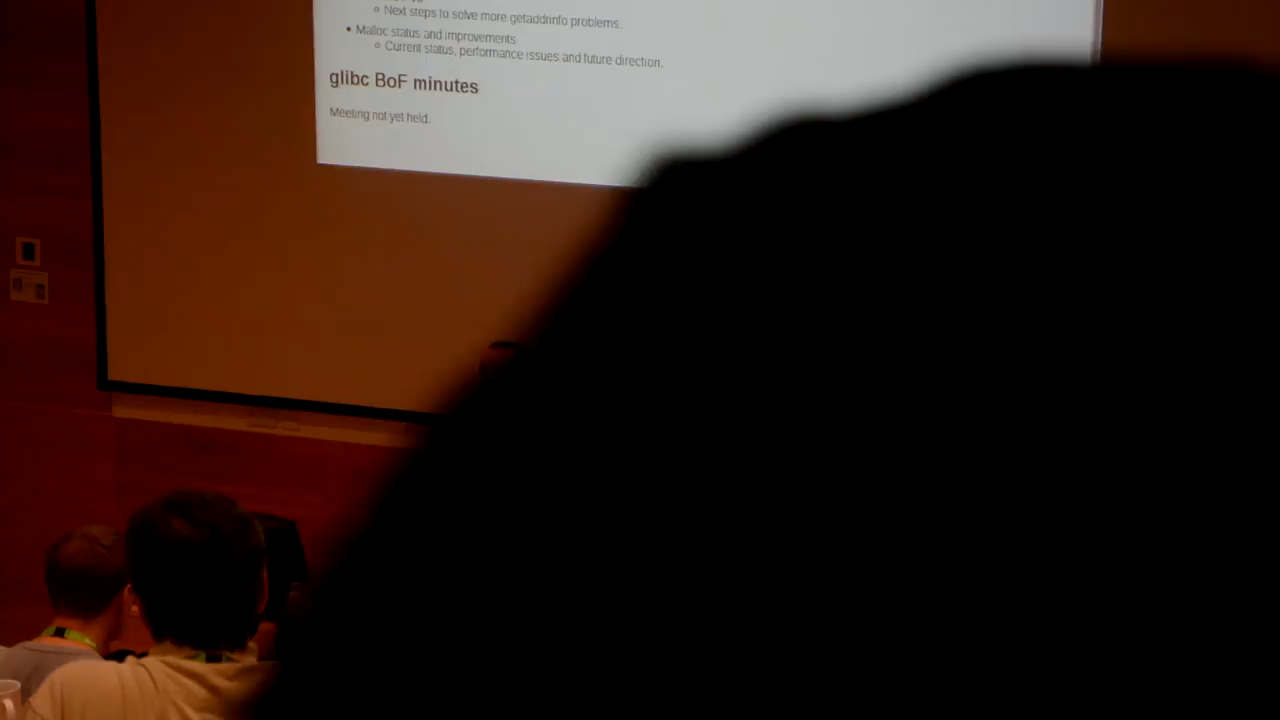 Next steps to solve more getaddrinfo problems.
Malloc status and improvements
Current status, performance issues and future direction.
glibc BoF minutes
Meeting not yet held.